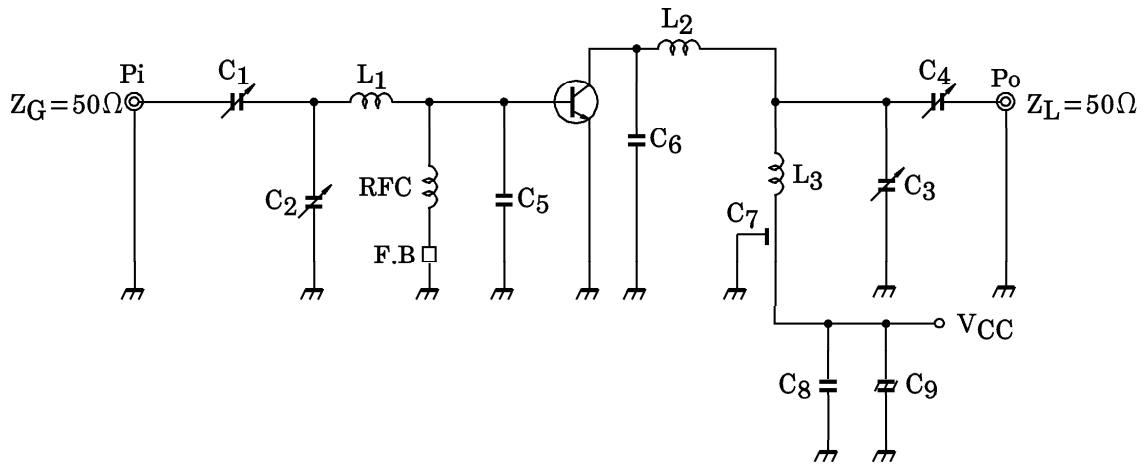 L2
Pi
C1
L1
C4
Po
ZG=50Ω
ZL=50Ω
C6
RFC
L3
C2
C5
C3
C7
F.B
VCC
C8
C9